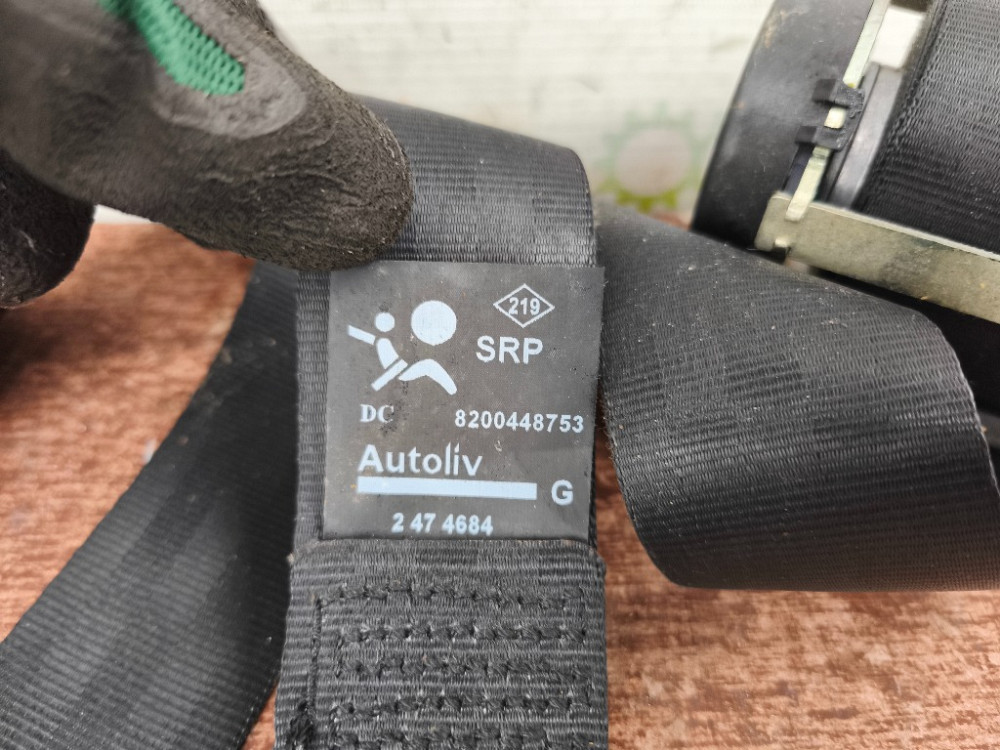 219
SRP
DC 8200448753
Autoliv
G
2 47 4684